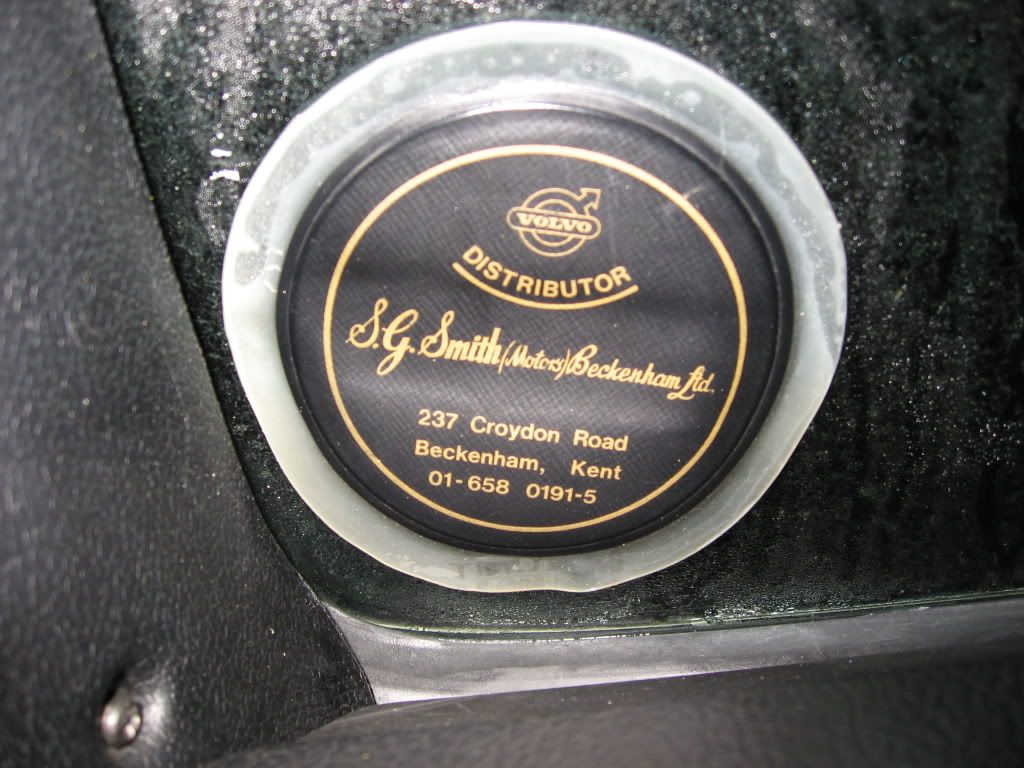 VOLVO
DISTRIBUTOR
S.G. Smith (Motors) Beckenham Ltd.
237 Croydon Road
Beckenham, Kent
01-658 0191-5